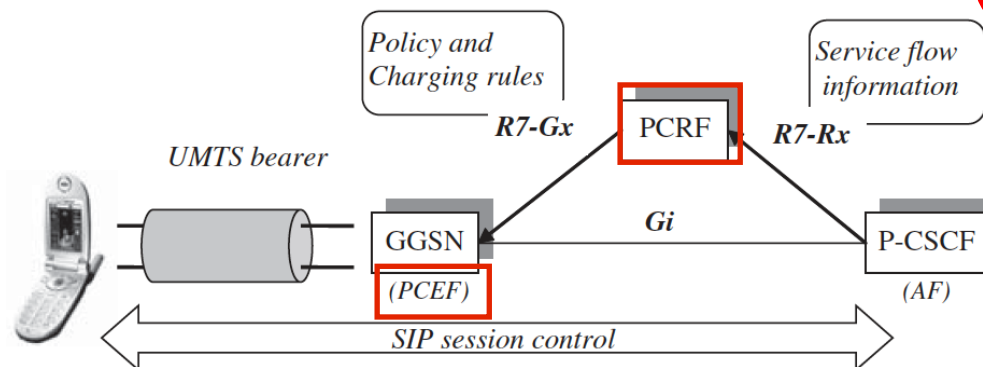 Policy and
Charging rules
Service flow
information
R7-Gx
PCRF
R7-Rx
UMTS bearer
GGSN
Gi
P-CSCF
(PCEF)
(AF)
SIP session control